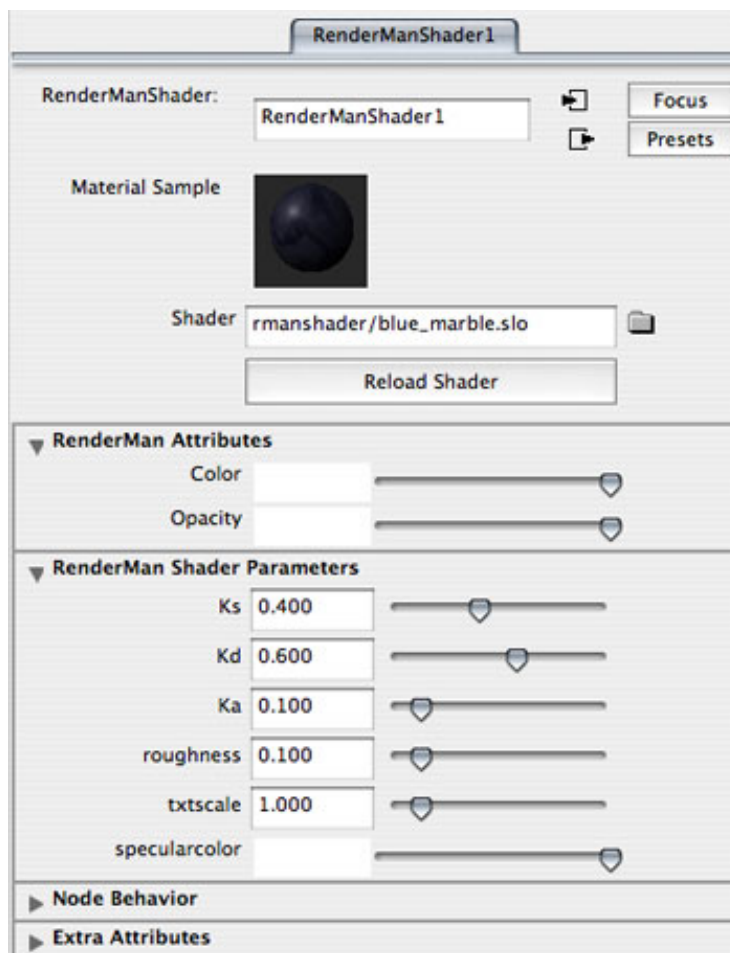 RenderManShader1
RenderManShader:
RenderManShader1
Focus
Presets
Material Sample
Shader
rmanshader/blue_marble.slo
Reload Shader
RenderMan Attributes
Color
Opacity
RenderMan Shader Parameters
Ks 0.400
Kd 0.600
Ka 0.100
roughness 0.100
txtscale 1.000
specularcolor
Node Behavior
Extra Attributes